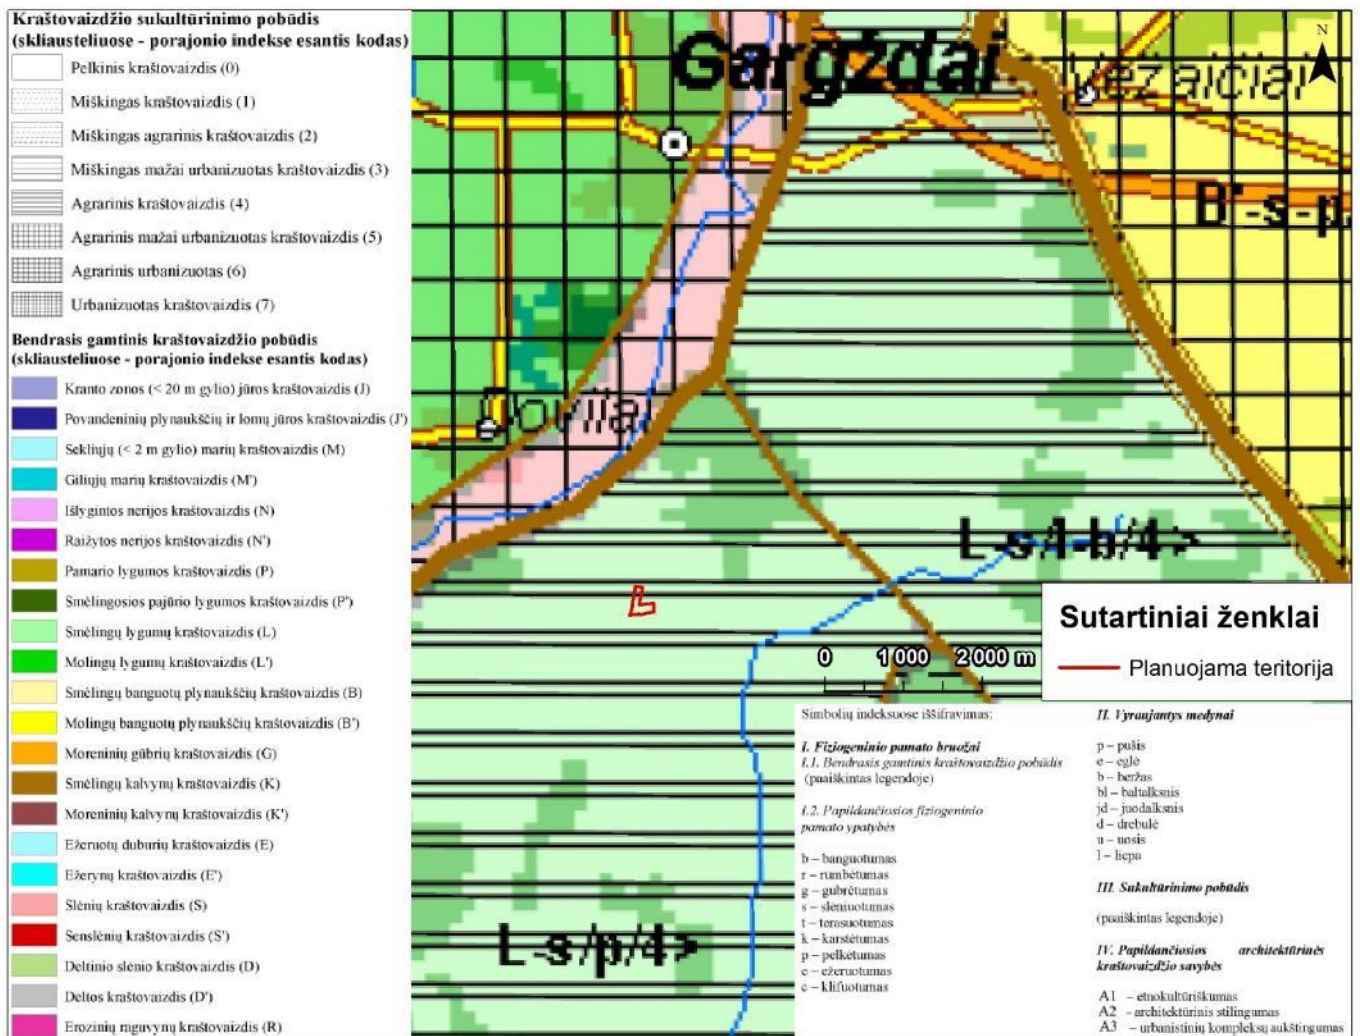 Kraštovaizdžio sukultūrinimo pobūdis
(skliausteliuose - porajonio indekse esantis kodas)
Pelkinis kraštovaizdis (0)
Miškingas kraštovaizdis (1)
Miškingas agrarinis kraštovaizdis (2)
Miškingas mažai urbanizuotas kraštovaizdis (3)
Agrarinis kraštovaizdis (4)
Agrarinis mažai urbanizuotas kraštovaizdis (5)
Agrarinis urbanizuotas (6)
Urbanizuotas kraštovaizdis (7)
Bendrasis gamtinis kraštovaizdžio pobūdis
(skliausteliuose - porajonio indekse esantis kodas)
Kranto zonos (< 20 m gylio) jūros kraštovaizdis (J)
Povandeninių plynaukščių ir lomų jūros kraštovaizdis (J')
Sekliųjų (< 2 m gylio) marių kraštovaizdis (M)
Giliųjų marių kraštovaizdis (M')
Išlygintos nerijos kraštovaizdis (N)
Raižytos nerijos kraštovaizdis (N')
Pamario lygumos kraštovaizdis (P)
Smėlingosios pajūrio lygumos kraštovaizdis (P')
Smėlingų lygumų kraštovaizdis (L)
Molingų lygumų kraštovaizdis (L')
Smėlingų banguotų plynaukščių kraštovaizdis (B)
Molingų banguotų plynaukščių kraštovaizdis (B')
Moreninių gūbrių kraštovaizdis (G)
Smėlingų kalvynų kraštovaizdis (K)
Moreninių kalvynų kraštovaizdis (K')
Ežeruotų duburių kraštovaizdis (E)
Ežerynų kraštovaizdis (E')
Slėnių kraštovaizdis (S)
Senslėnių kraštovaizdis (S')
Deltinio slėnio kraštovaizdis (D)
Deltos kraštovaizdis (D')
Erozinių raguvynų kraštovaizdis (R)
Gargždai
Vėžaičiai
N
B'-s-p
L-s/l-b/4>
L-s/p/4>
0 1 000 2 000 m
Sutartiniai ženklai
Planuojama teritorija
Simbolių indeksuose iššifravimas:
I. Fiziogeninio pamato bruožai
I.1. Bendrasis gamtinis kraštovaizdžio pobūdis
(paaiškintas legendoje)
I.2. Papildančiosios fiziogeninio
pamato ypatybės
b – banguotumas
r – rumbėtumas
g – gubrėtumas
s – slėniuotumas
t – terasuotumas
k – karstėtumas
p – pelkėtumas
e – ežeruotumas
c – klifuotumas
II. Vyraujantys medynai
p – pušis
e – eglė
b – beržas
bl – baltalksnis
jd – juodalksnis
d – drebulė
u – uosis
l – liepa
III. Sukultūrinimo pobūdis
(paaiškintas legendoje)
IV. Papildančiosios architektūrinės
kraštovaizdžio savybės
A1 – etnokultūriškumas
A2 – architektūrinis stilingumas
A3 – urbanistinių kompleksų aukštingumas